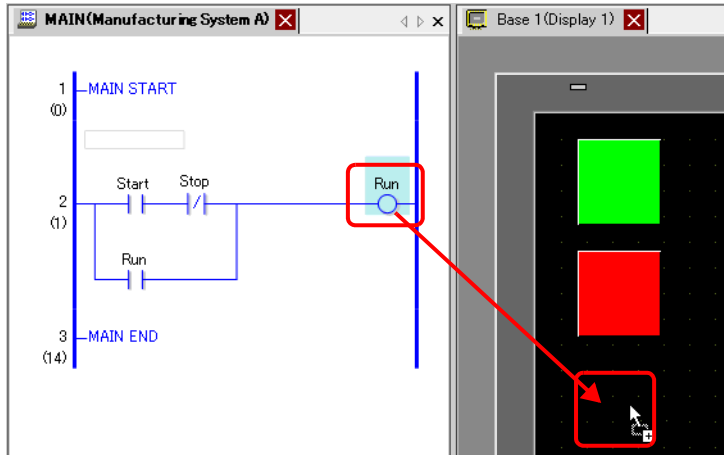 MAIN(Manufacturing System A)
Base 1(Display 1)
1 MAIN START
(0)
Start Stop Run
2
(1)
Run
3 MAIN END
(14)